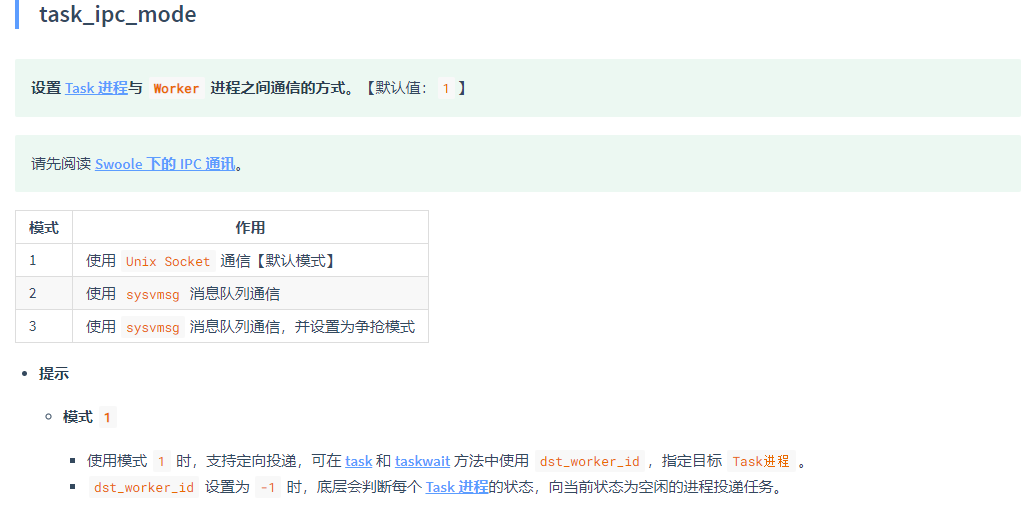 task_ipc_mode
设置 Task 进程与 Worker 进程之间通信的方式。【默认值： 1 】
请先阅读 Swoole 下的 IPC 通讯。
模式 作用
1 使用 Unix Socket 通信【默认模式】
2 使用 sysvmsg 消息队列通信
3 使用 sysvmsg 消息队列通信，并设置为争抢模式
提示
模式 1
使用模式 1 时，支持定向投递，可在 task 和 taskwait 方法中使用 dst_worker_id ，指定目标 Task进程 。
dst_worker_id 设置为 -1 时，底层会判断每个 Task 进程的状态，向当前状态为空闲的进程投递任务。